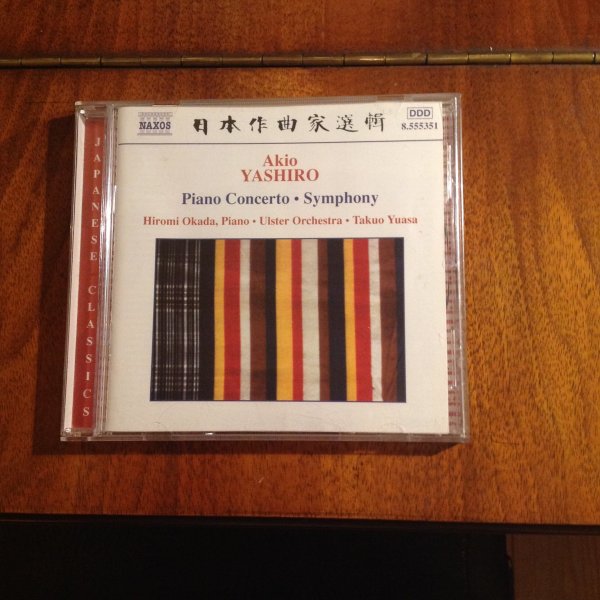 NAXOS
日本作曲家選輯
DDD
8.555351
Akio
YASHIRO
Piano Concerto • Symphony
Hiromi Okada, Piano • Ulster Orchestra • Takuo Yuasa
JAPANESE CLASSICS